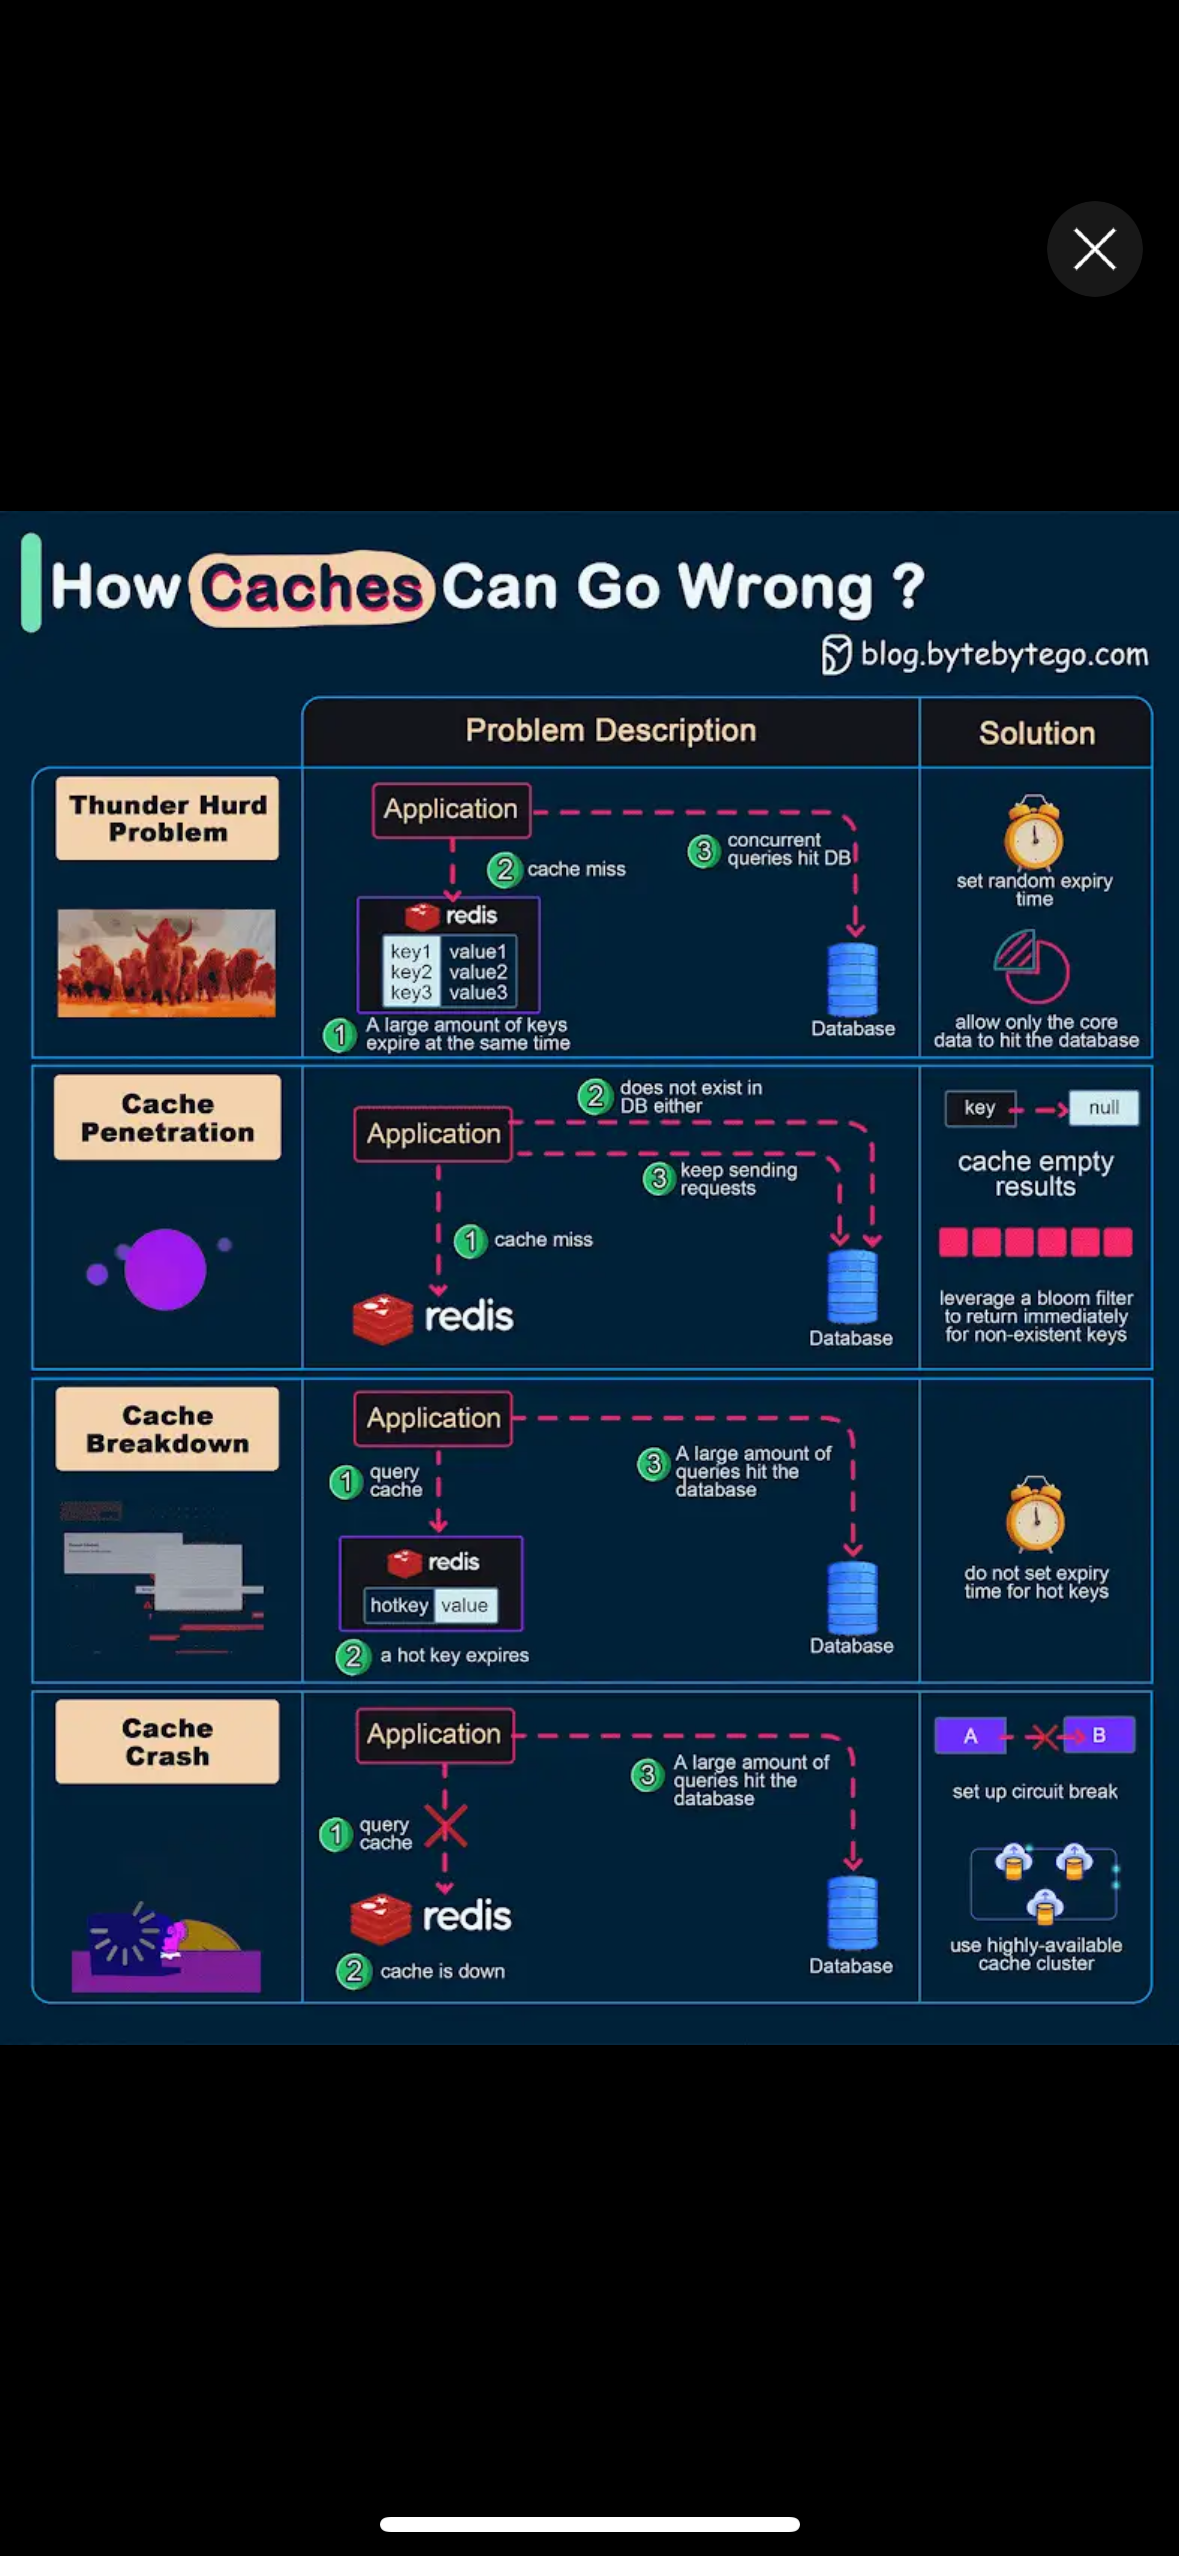 How Caches Can Go Wrong ?
blog.bytebytego.com
Problem Description
Solution
Thunder Hurd
Problem
Application
2 cache miss
3 concurrent
queries hit DB
redis
key1 value1
key2 value2
key3 value3
1 A large amount of keys
expire at the same time
Database
set random expiry
time
allow only the core
data to hit the database
Cache
Penetration
Application
2 does not exist in
DB either
3 keep sending
requests
1 cache miss
redis
Database
key null
cache empty
results
leverage a bloom filter
to return immediately
for non-existent keys
Cache
Breakdown
Application
1 query
cache
3 A large amount of
queries hit the
database
redis
hotkey value
2 a hot key expires
Database
do not set expiry
time for hot keys
Cache
Crash
Application
1 query
cache
3 A large amount of
queries hit the
database
redis
2 cache is down
Database
A B
set up circuit break
use highly-available
cache cluster